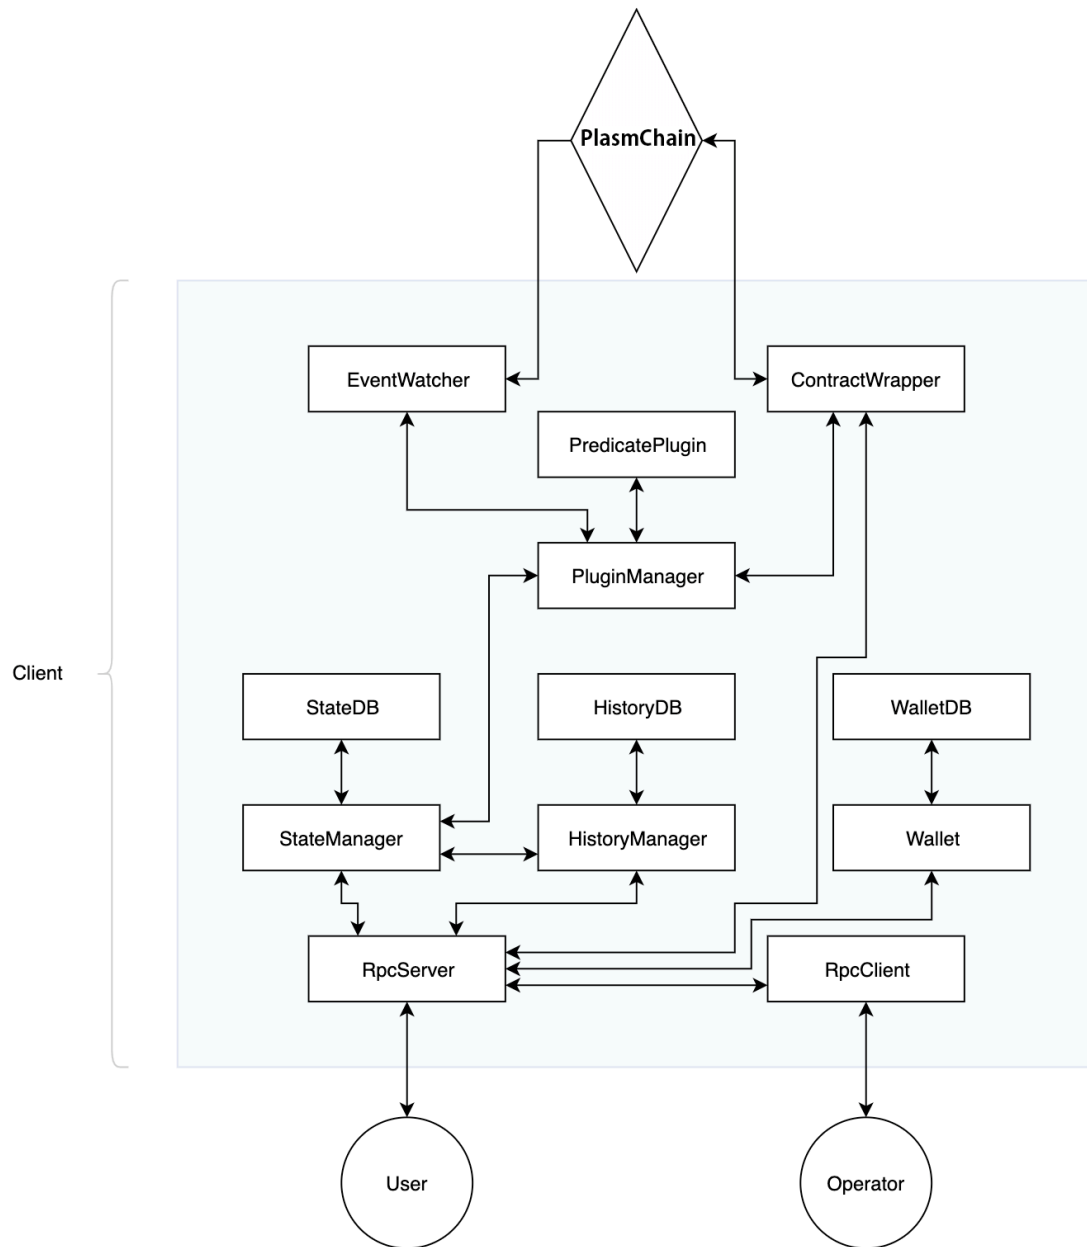 PlasmChain
EventWatcher
ContractWrapper
PredicatePlugin
PluginManager
Client
StateDB
HistoryDB
WalletDB
StateManager
HistoryManager
Wallet
RpcServer
RpcClient
User
Operator